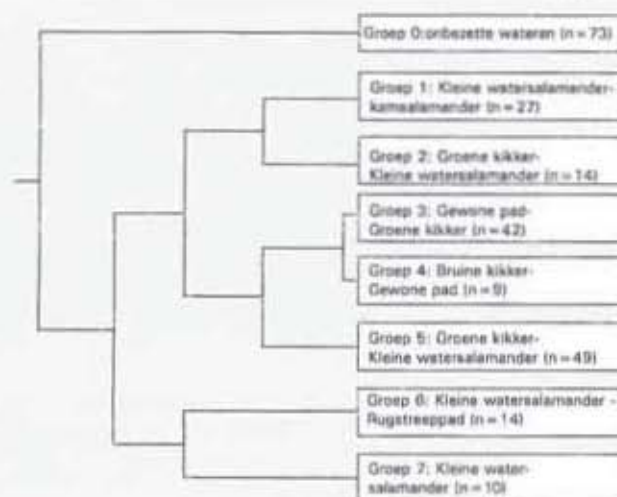 Groep 0:onbezette wateran (n = 73)
Groep 1: Kleine watersalamander-
kamsalamander (n = 27)
Groep 2: Groene kikker-
Kleine watersalamander (n = 14)
Groep 3: Gewone pad-
Groene kikker (n = 42)
Groep 4: Bruine kikker-
Gewone pad (n = 9)
Groep 5: Groene kikker-
Kleine watersalamander (n = 49)
Groep 6: Kleine watersalamander -
Rugstreeppad (n = 14)
Groep 7: Kleine water-
salamander (n = 10)